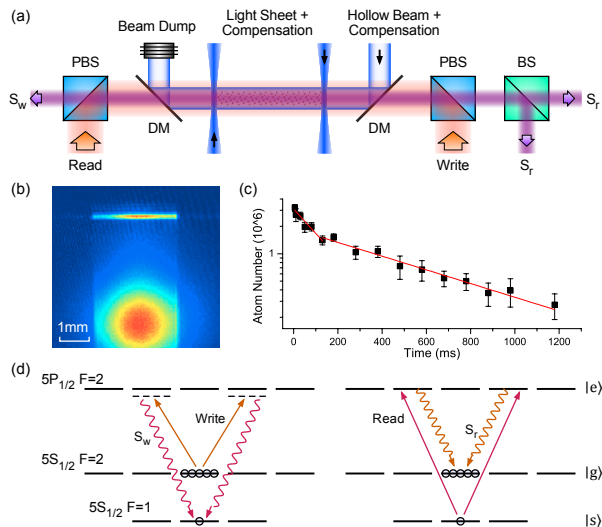 (a)
Beam Dump
Light Sheet +
Compensation
Hollow Beam +
Compensation
PBS
PBS
BS
S_w
S_r
DM
DM
Read
Write
S_r
(b)
1mm
(c)
Atom Number (10^6)
1
0 200 400 600 800 1000 1200
Time (ms)
(d)
5P_1/2 F=2
|e⟩
Write
S_w
Read
S_r
5S_1/2 F=2
|g⟩
5S_1/2 F=1
|s⟩